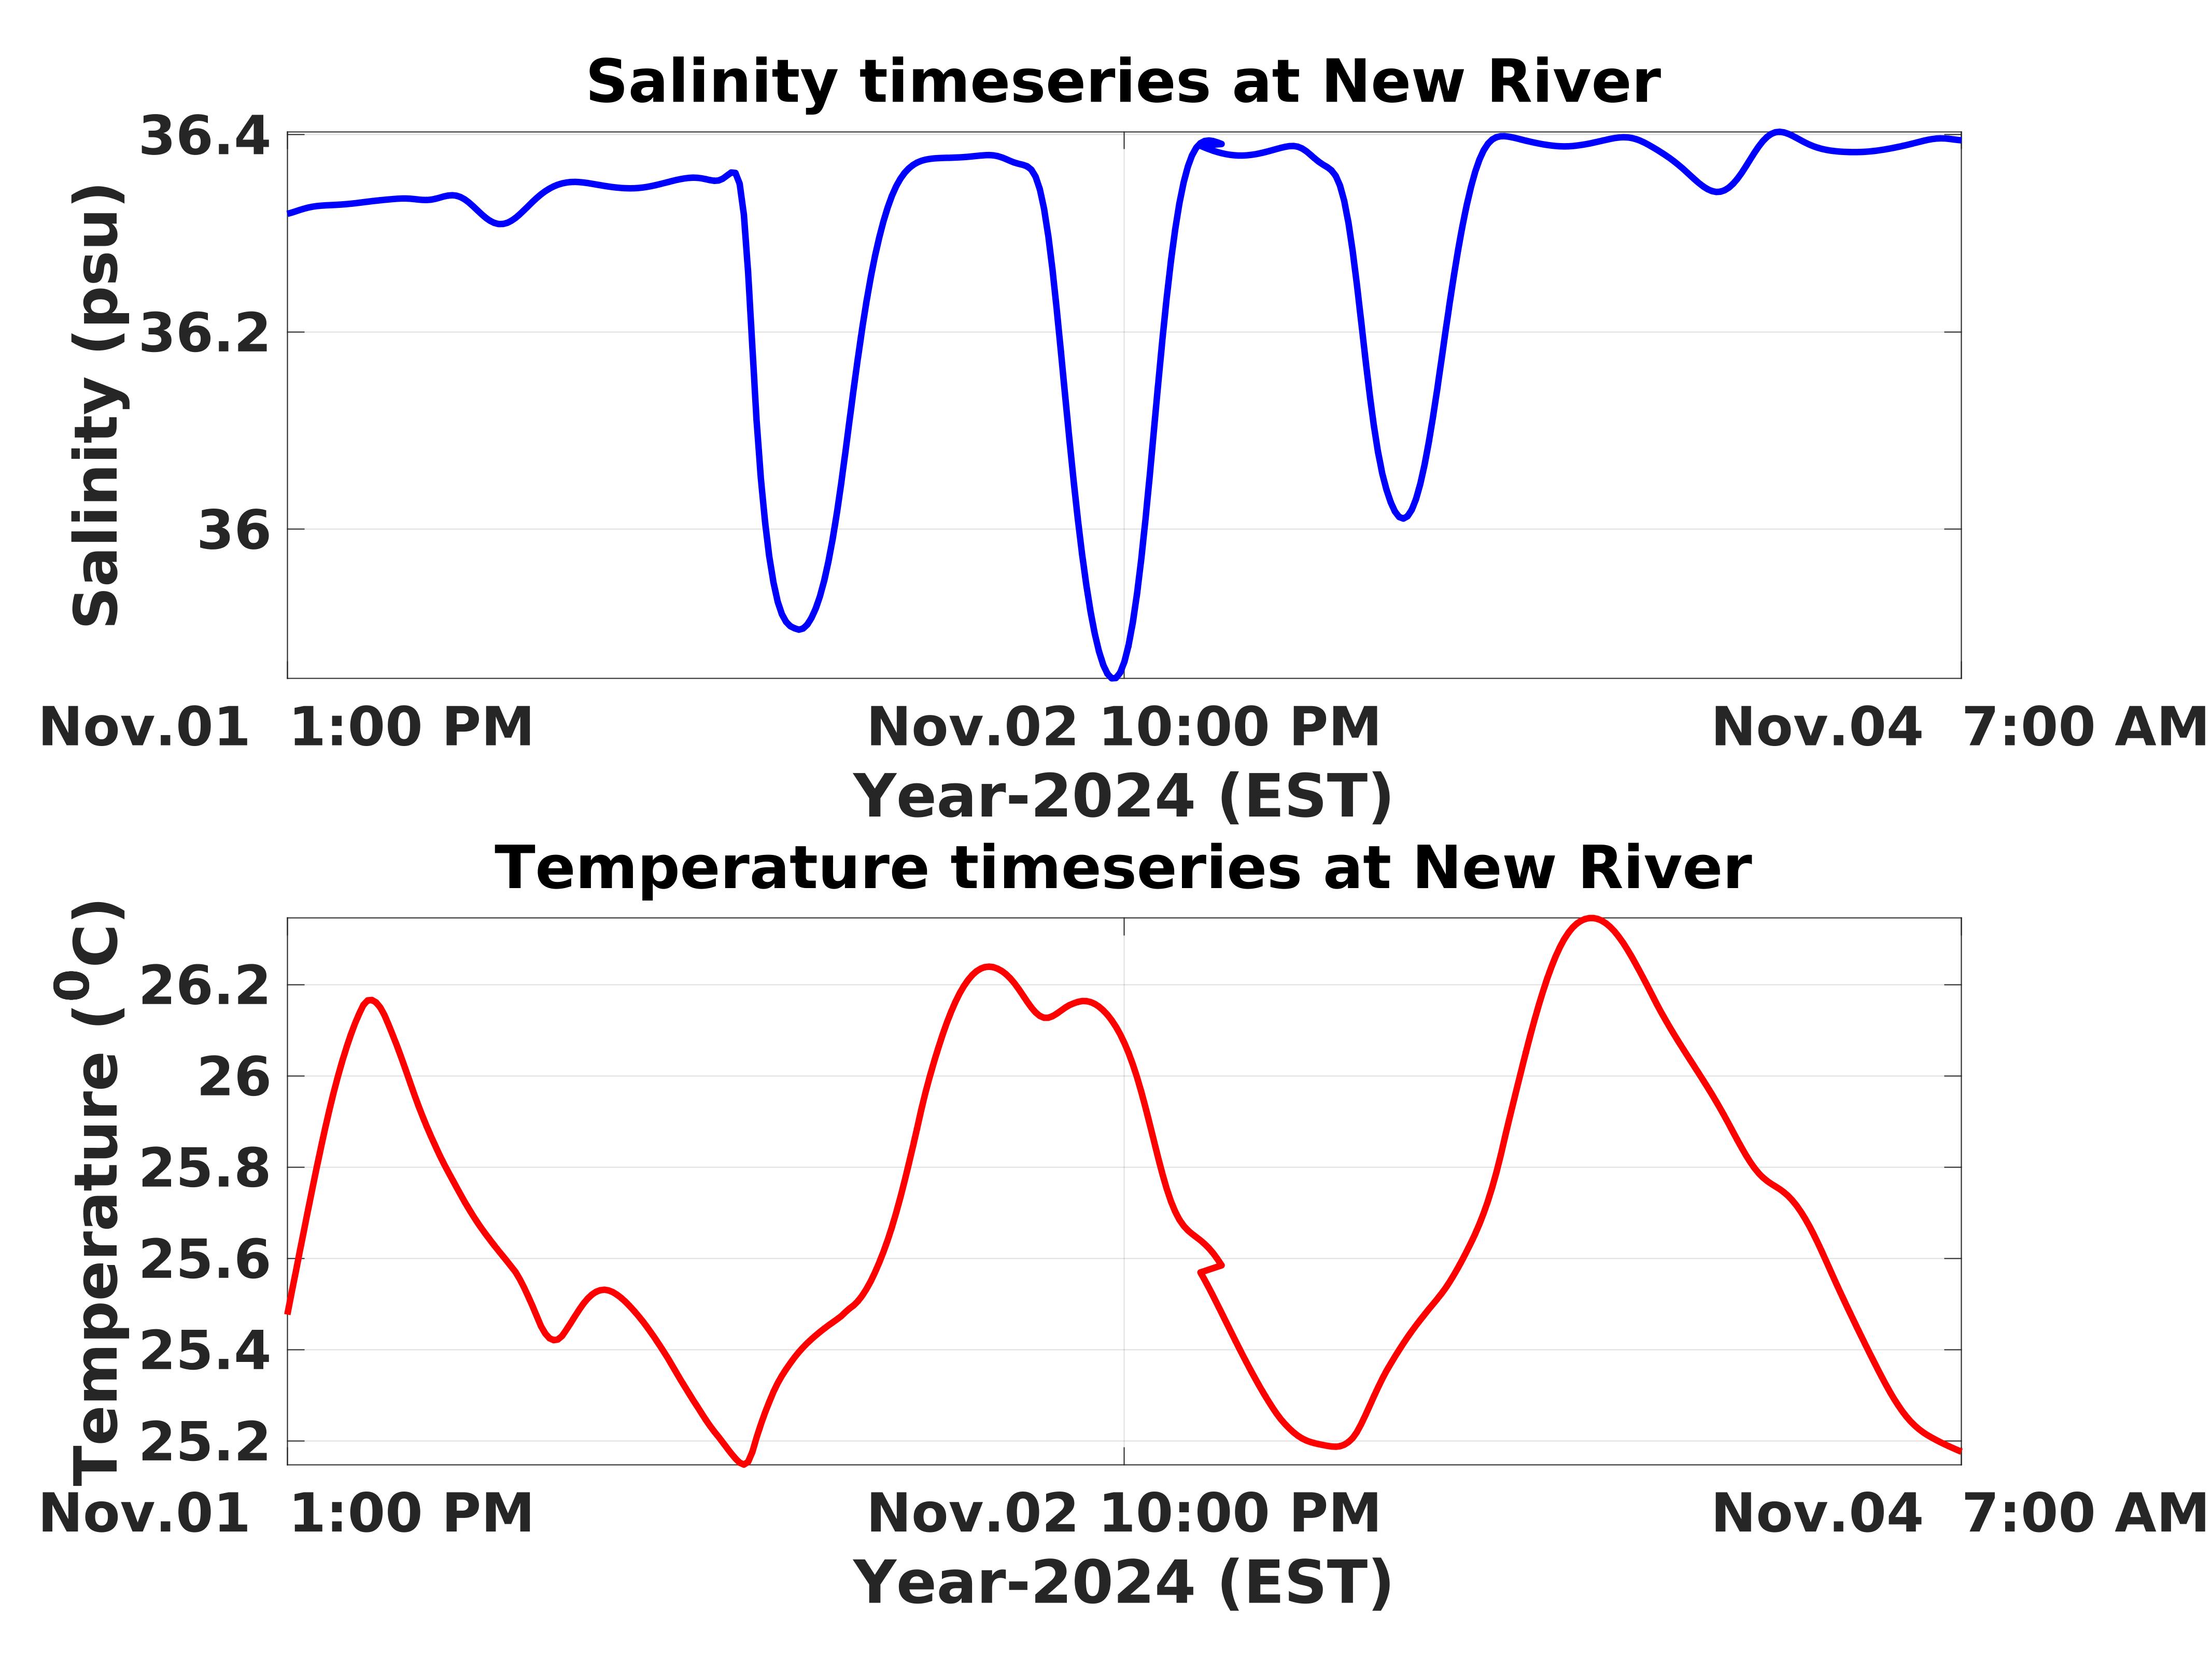 Salinity timeseries at New River
Salinity (psu)
36.4
36.2
36
Nov.01  1:00 PM
Nov.02 10:00 PM
Nov.04  7:00 AM
Year-2024 (EST)
Temperature timeseries at New River
Temperature (⁰C)
26.2
26
25.8
25.6
25.4
25.2
Nov.01  1:00 PM
Nov.02 10:00 PM
Nov.04  7:00 AM
Year-2024 (EST)